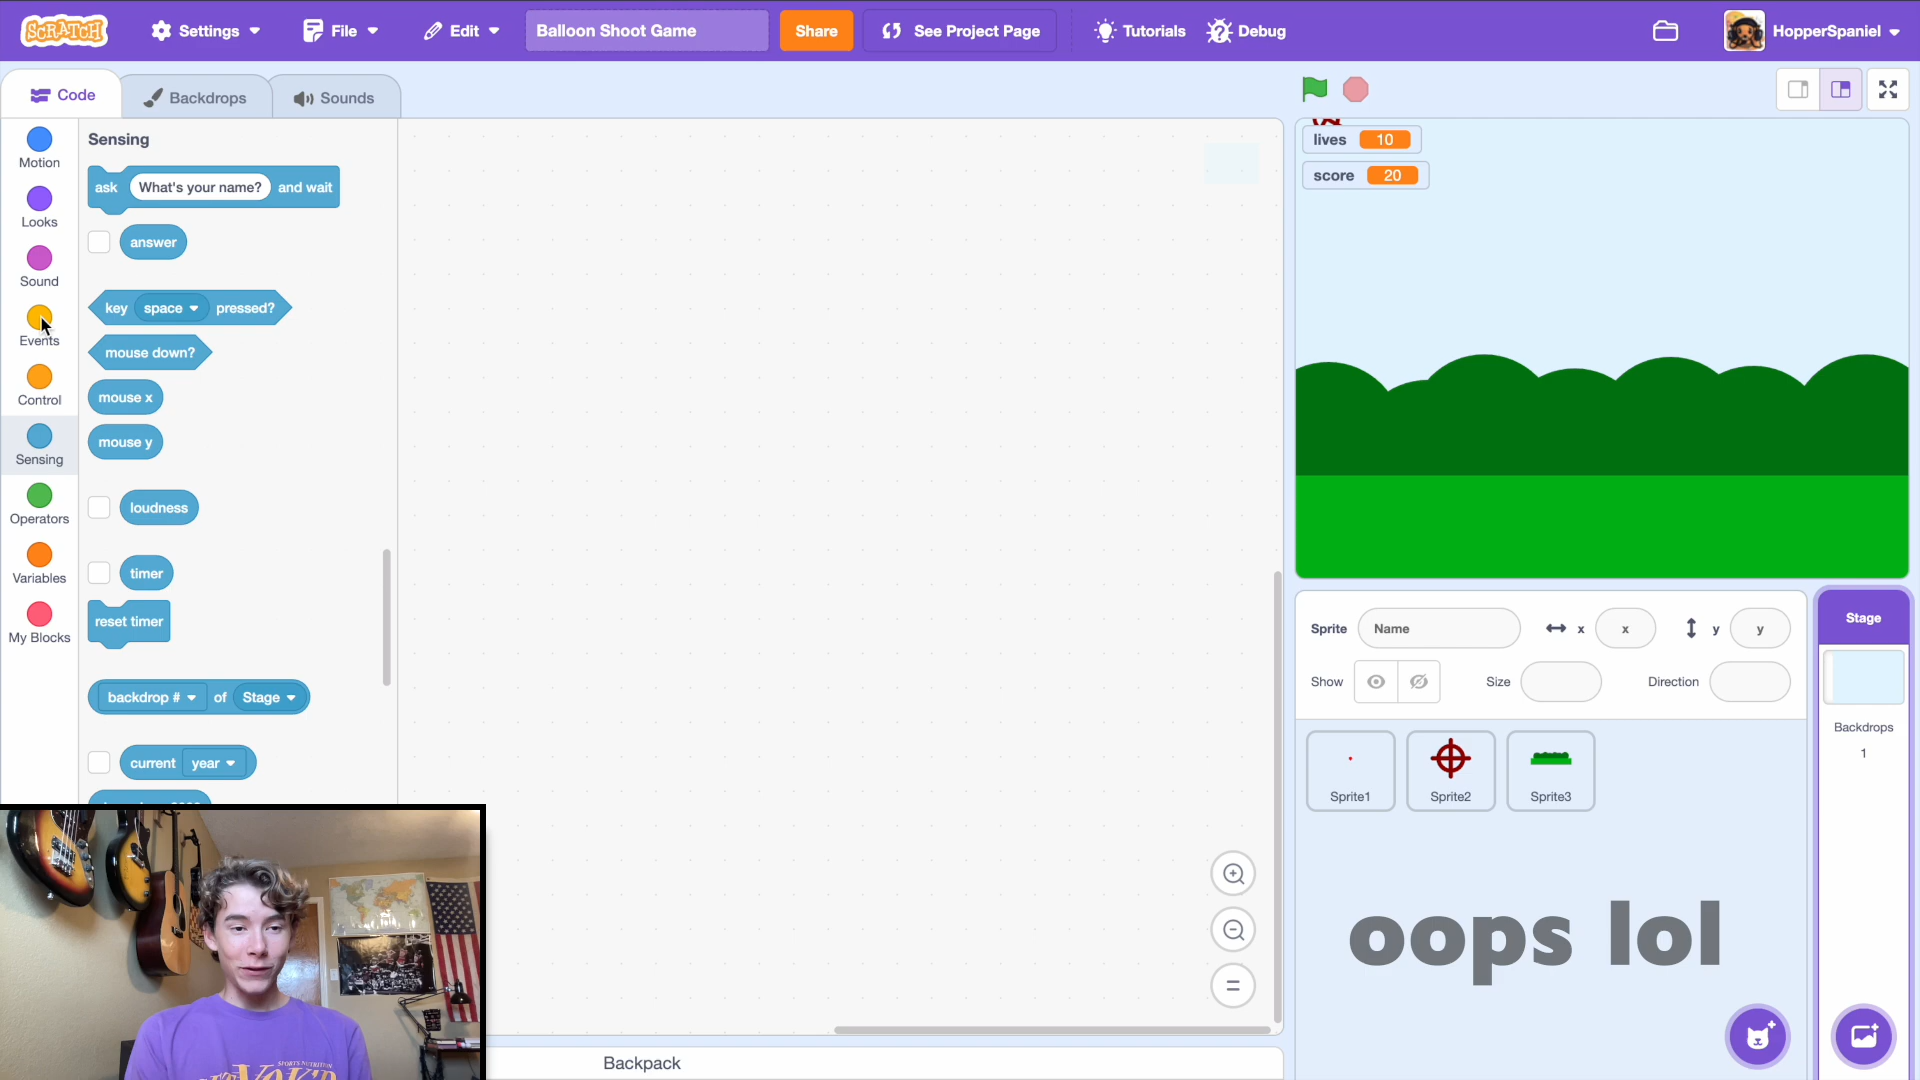 SCRATCH Settings File Edit Balloon Shoot Game Share See Project Page Tutorials Debug HopperSpaniel
Code Backdrops Sounds
Motion
Looks
Sound
Events
Control
Sensing
Operators
Variables
My Blocks
Sensing
ask What's your name? and wait
answer
key space pressed?
mouse down?
mouse x
mouse y
loudness
timer
reset timer
backdrop # of Stage
current year
lives 10
score 20
Sprite Name x x y y
Show Size Direction
Sprite1 Sprite2 Sprite3
Stage
Backdrops
1
oops lol
Backpack
SPORTS NUTRITION